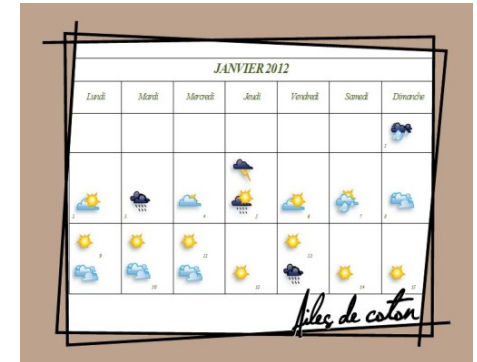 JANVIER 2012
Lundi Mardi Mercredi Jeudi Vendredi Samedi Dimanche
1
2 3 4 5 6 7 8
9 11 13
10 12 14 15
Ailes de coton